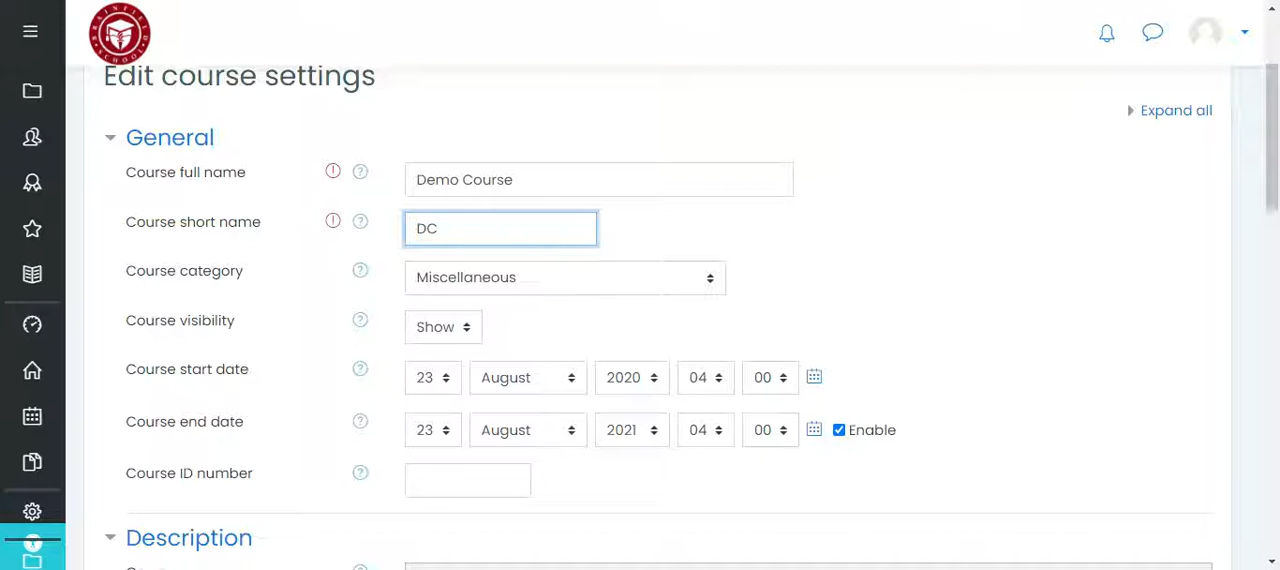 BRAINFIELD SCHOOL
Edit course settings
Expand all
General
Course full name Demo Course
Course short name DC
Course category Miscellaneous
Course visibility Show
Course start date 23 August 2020 04 00
Course end date 23 August 2021 04 00 Enable
Course ID number
Description